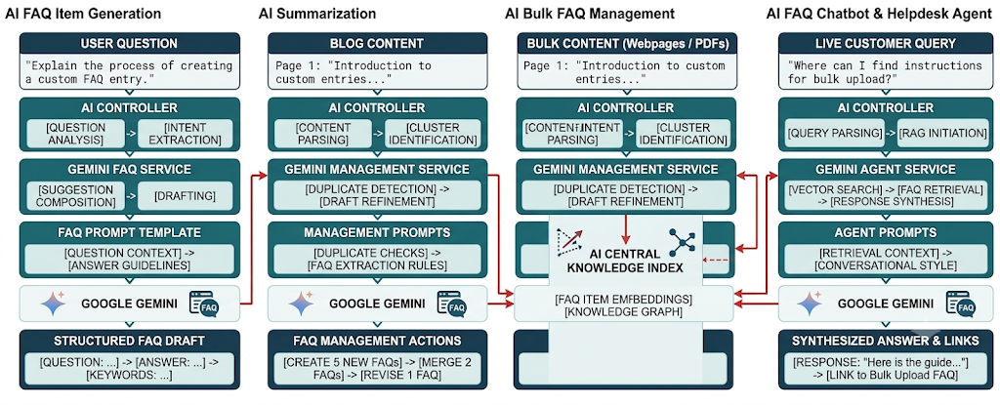 AI FAQ Item Generation
USER QUESTION
"Explain the process of creating
a custom FAQ entry."
AI CONTROLLER
[QUESTION
ANALYSIS]
->
[INTENT
EXTRACTION]
GEMINI FAQ SERVICE
[SUGGESTION
COMPOSITION]
->
[DRAFTING]
FAQ PROMPT TEMPLATE
[QUESTION CONTEXT] ->
[ANSWER GUIDELINES]
GOOGLE GEMINI
FAQ
STRUCTURED FAQ DRAFT
[QUESTION: ...] -> [ANSWER: ...] ->
[KEYWORDS: ...]
AI Summarization
BLOG CONTENT
Page 1: "Introduction to
custom entries..."
AI CONTROLLER
[CONTENT
PARSING]
->
[CLUSTER
IDENTIFICATION]
GEMINI MANAGEMENT SERVICE
[DUPLICATE DETECTION] ->
[DRAFT REFINEMENT]
MANAGEMENT PROMPTS
[DUPLICATE CHECKS] ->
[FAQ EXTRACTION RULES]
GOOGLE GEMINI
FAQ
FAQ MANAGEMENT ACTIONS
[CREATE 5 NEW FAQs] -> [MERGE 2
FAQs] -> [REVISE 1 FAQ]
AI Bulk FAQ Management
BULK CONTENT (Webpages / PDFs)
Page 1: "Introduction to custom
entries..."
AI CONTROLLER
PARSING]
->
[CLUSTER
IDENTIFICATION]
GEMINI MANAGEMENT SERVICE
[DUPLICATE DETECTION] ->
[DRAFT REFINEMENT]
AI CENTRAL
KNOWLEDGE INDEX
[FAQ ITEM EMBEDDINGS]
[KNOWLEDGE GRAPH]
AI FAQ Chatbot & Helpdesk Agent
LIVE CUSTOMER QUERY
"Where can I find instructions
for bulk upload?"
AI CONTROLLER
[QUERY PARSING]
->
[RAG INITIATION]
GEMINI AGENT SERVICE
[VECTOR SEARCH] -> [FAQ RETRIEVAL]
-> [RESPONSE SYNTHESIS]
AGENT PROMPTS
[RETRIEVAL CONTEXT] ->
[CONVERSATIONAL STYLE]
GOOGLE GEMINI
FAQ
SYNTHESIZED ANSWER & LINKS
[RESPONSE: "Here is the guide..."]
-> [LINK to Bulk Upload FAQ]